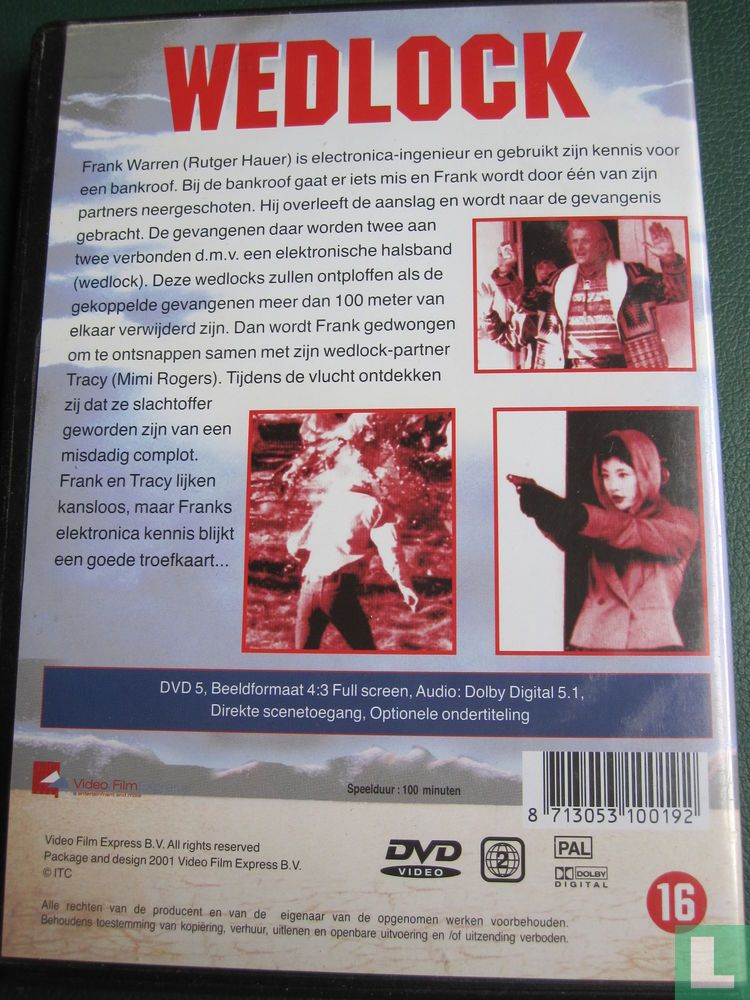 WEDLOCK
Frank Warren (Rutger Hauer) is electronica-ingenieur en gebruikt zijn kennis voor
een bankroof. Bij de bankroof gaat er iets mis en Frank wordt door één van zijn
partners neergeschoten. Hij overleeft de aanslag en wordt naar de gevangenis
gebracht. De gevangenen daar worden twee aan
twee verbonden d.m.v. een elektronische halsband
(wedlock). Deze wedlocks zullen ontploffen als de
gekoppelde gevangenen meer dan 100 meter van
elkaar verwijderd zijn. Dan wordt Frank gedwongen
om te ontsnappen samen met zijn wedlock-partner
Tracy (Mimi Rogers). Tijdens de vlucht ontdekken
zij dat ze slachtoffer
geworden zijn van een
misdadig complot.
Frank en Tracy lijken
kansloos, maar Franks
elektronica kennis blijkt
een goede troefkaart...
DVD 5, Beeldformaat 4:3 Full screen, Audio: Dolby Digital 5.1,
Direkte scenetoegang, Optionele ondertiteling
Video Film
entertainment and more
Speelduur : 100 minuten
8 713053 100192
Video Film Express B.V. All rights reserved
Package and design 2001 Video Film Express B.V.
© ITC
DVD
VIDEO
2
PAL
DOLBY
DIGITAL
16
Alle rechten van de producent en van de eigenaar van de opgenomen werken voorbehouden.
Behoudens toestemming van kopiëring, verhuur, uitlenen en openbare uitvoering en /of uitzending verboden.
L